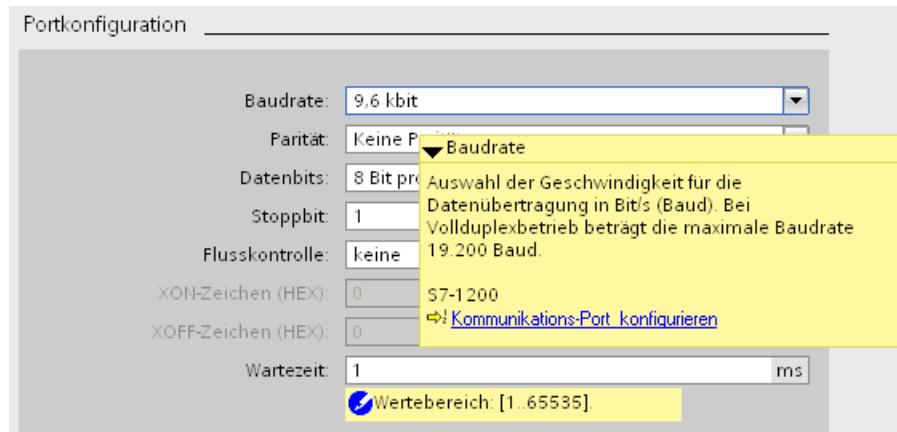 Portkonfiguration
Baudrate: 9,6 kbit
Parität: Keine
Baudrate
Datenbits: 8 Bit
Auswahl der Geschwindigkeit für die
Datenübertragung in Bit/s (Baud). Bei
Vollduplexbetrieb beträgt die maximale Baudrate
19.200 Baud.
Stoppbit: 1
Flusskontrolle: keine
XON-Zeichen (HEX): 0
S7-1200
XOFF-Zeichen (HEX): 0
Kommunikations-Port konfigurieren
Wartezeit: 1 ms
Wertebereich: [1..65535].